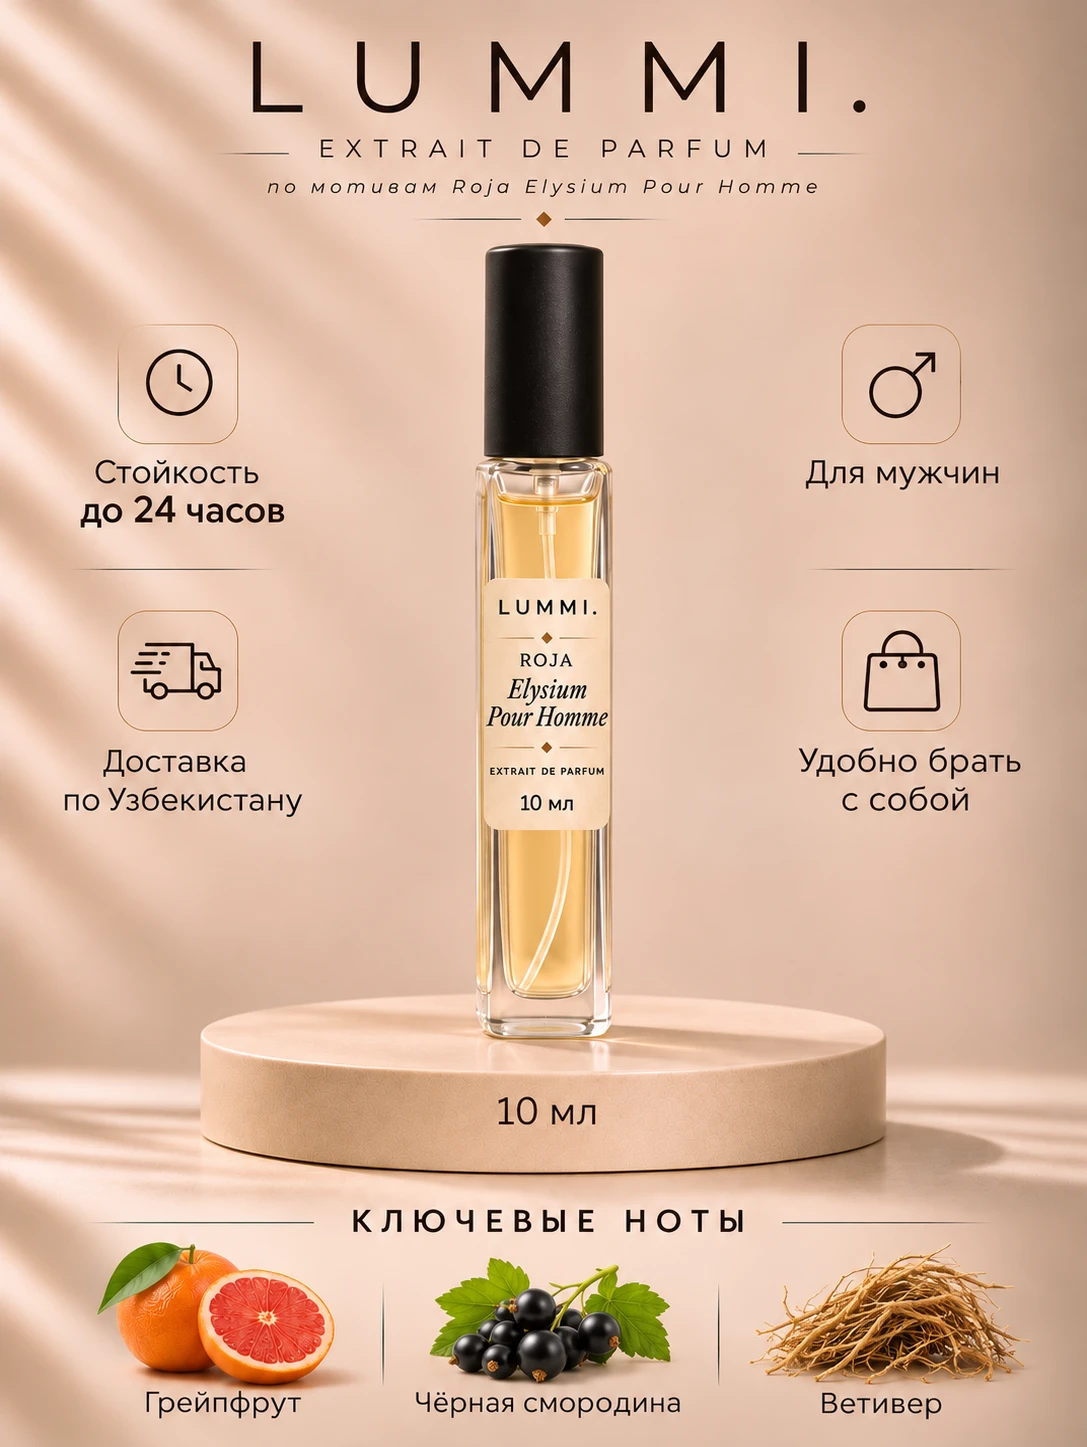 LUMMI.
EXTRAIT DE PARFUM
по мотивам Roja Elysium Pour Homme
Стойкость
до 24 часов
Для мужчин
Доставка
по Узбекистану
Удобно брать
с собой
LUMMI.
ROJA
Elysium
Pour Homme
EXTRAIT DE PARFUM
10 мл
10 мл
КЛЮЧЕВЫЕ НОТЫ
Грейпфрут
Чёрная смородина
Ветивер